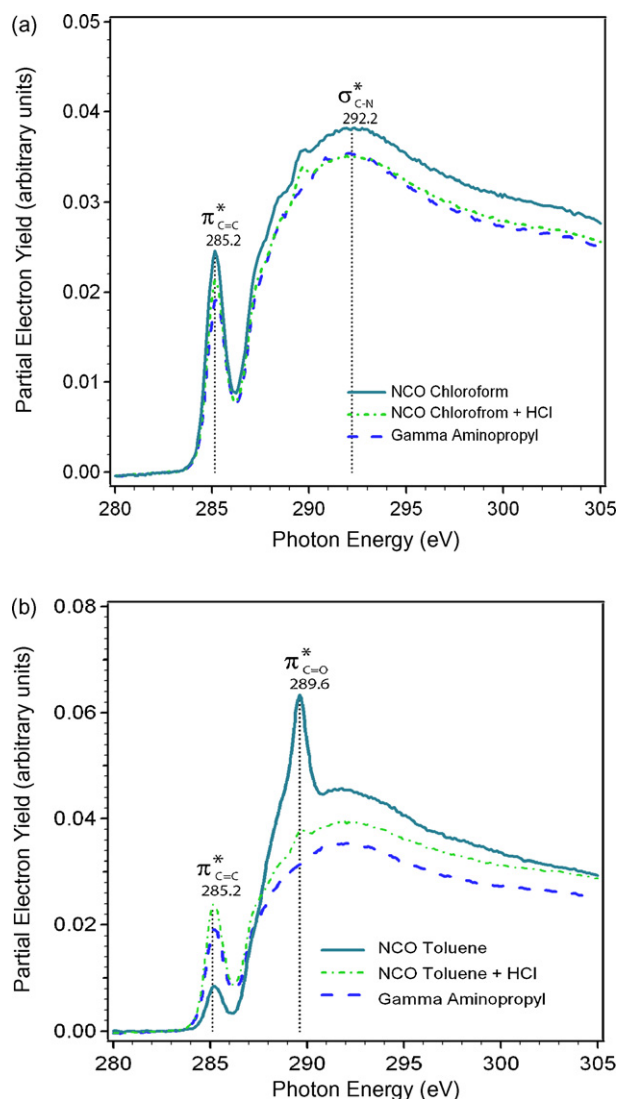 (a)
0.05
0.04
0.03
0.02
0.01
0.00
Partial Electron Yield (arbitrary units)
π*C=C
285.2
σ*C-N
292.2
NCO Chloroform
NCO Chlorofrom + HCl
Gamma Aminopropyl
280 285 290 295 300 305
Photon Energy (eV)
(b)
0.08
0.06
0.04
0.02
0.00
Partial Electron Yield (arbitrary units)
π*C=O
289.6
π*C=C
285.2
NCO Toluene
NCO Toluene + HCl
Gamma Aminopropyl
280 285 290 295 300 305
Photon Energy (eV)